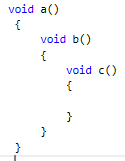 void a()
{
void b()
{
void c()
{
}
}
}